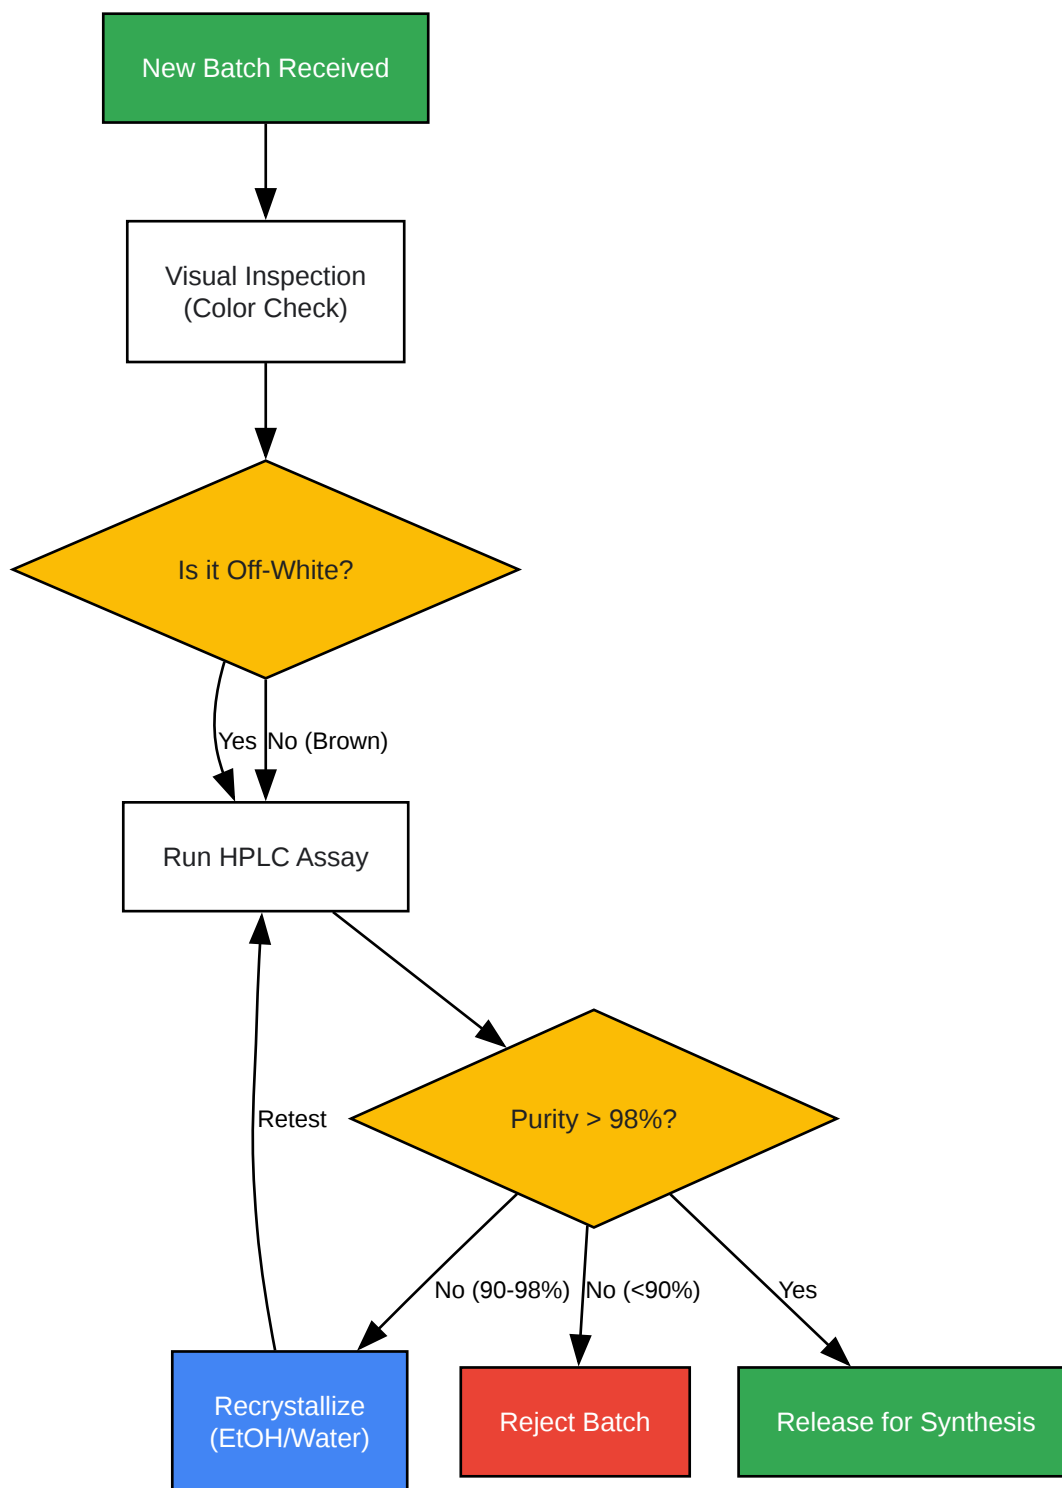 New Batch Received
Visual Inspection
(Color Check)
Is it Off-White?
Yes
No (Brown)
Run HPLC Assay
Retest
Purity > 98%?
No (90-98%)
No (<90%)
Yes
Recrystallize
(EtOH/Water)
Reject Batch
Release for Synthesis